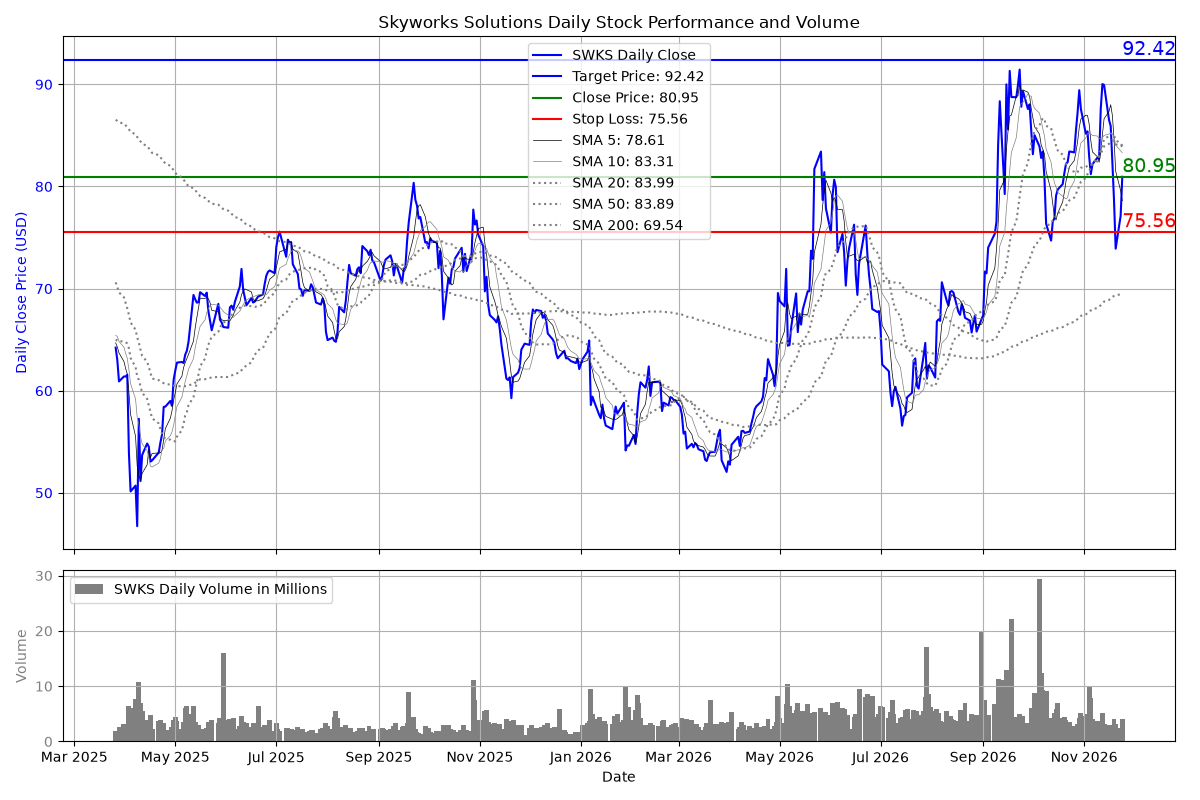 Skyworks Solutions Daily Stock Performance and Volume
92.42
80.95
75.56
SWKS Daily Close
Target Price: 92.42
Close Price: 80.95
Stop Loss: 75.56
SMA 5: 78.61
SMA 10: 83.31
SMA 20: 83.99
SMA 50: 83.89
SMA 200: 69.54
Daily Close Price (USD)
90
80
70
60
50
SWKS Daily Volume in Millions
Volume
30
20
10
0
Mar 2025 May 2025 Jul 2025 Sep 2025 Nov 2025 Jan 2026 Mar 2026 May 2026 Jul 2026 Sep 2026 Nov 2026
Date